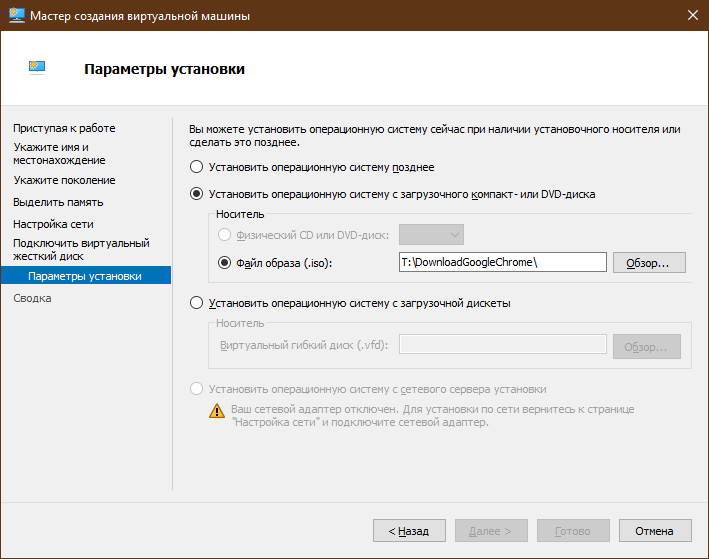 Мастер создания виртуальной машины
Параметры установки
Приступая к работе
Укажите имя и
местонахождение
Укажите поколение
Выделить память
Настройка сети
Подключить виртуальный
жесткий диск
Параметры установки
Сводка
Вы можете установить операционную систему сейчас при наличии установочного носителя или
сделать это позднее.
Установить операционную систему позднее
Установить операционную систему с загрузочного компакт- или DVD-диска
Носитель
Физический CD или DVD-диск:
Файл образа (.iso):
T:\DownloadGoogleChrome\
Обзор...
Установить операционную систему с загрузочной дискеты
Носитель
Виртуальный гибкий диск (.vfd):
Обзор...
Установить операционную систему с сетевого сервера установки
Ваш сетевой адаптер отключен. Для установки по сети вернитесь к странице
"Настройка сети" и подключите сетевой адаптер.
< Назад
Далее >
Готово
Отмена